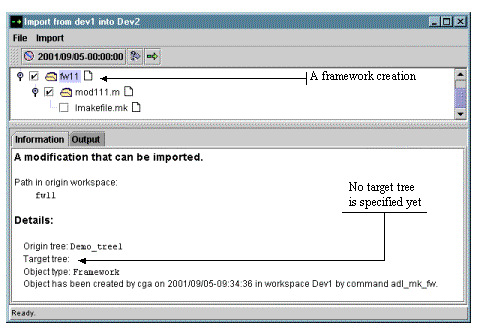 Import from dev1 into Dev2
File Import
2001/09/05-00:00:00
fw11
A framework creation
mod111.m
Imakefile.mk
Information Output
A modification that can be imported.
Path in origin workspace:
fw11
No target tree
is specified yet
Details:
Origin tree: Demo_tree1
Target tree:
Object type: Framework
Object has been created by cga on 2001/09/05-09:34:36 in workspace Dev1 by command adl_mk_fw.
Ready.